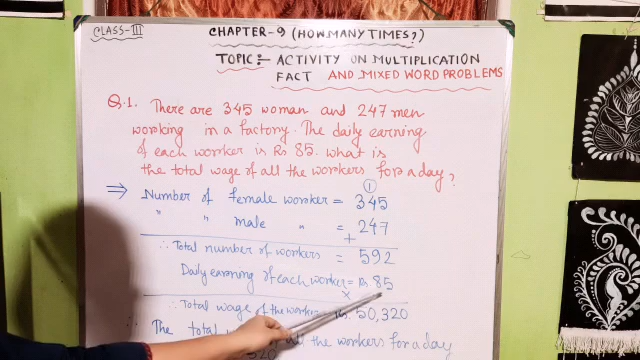 CLASS-III
CHAPTER-9 (HOW MANY TIMES?)
TOPIC:- ACTIVITY ON MULTIPLICATION
FACT AND MIXED WORD PROBLEMS
Q.1. There are 345 woman and 247 men
working in a factory. The daily earning
of each worker is Rs 85. What is
the total wage of all the workers for a day?
(1)
⇒ Number of female worker = 345
" " male " = + 247
∴ Total number of workers = 592
Daily earning of each worker = × Rs 85
∴ Total wage of the workers Rs. 50,320
∴ The total all the workers for a day